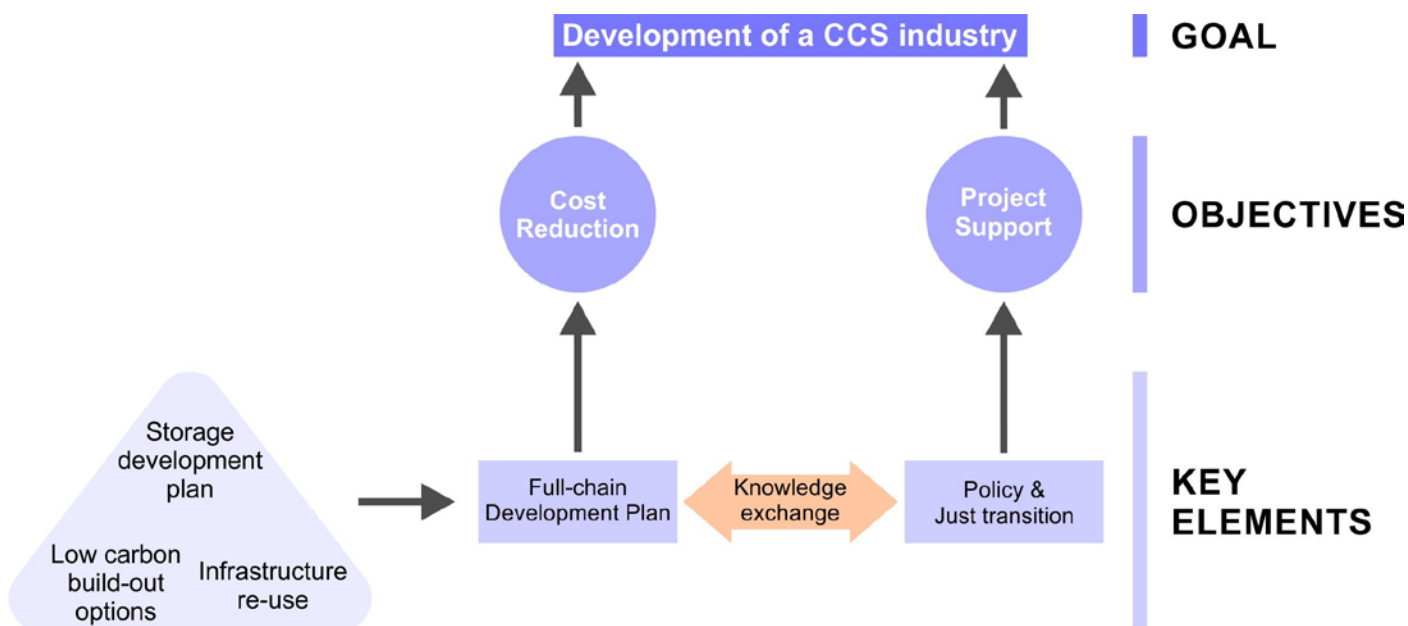 Development of a CCS industry
GOAL
Cost
Reduction
Project
Support
OBJECTIVES
Storage
development
plan
Low carbon
build-out
options
Infrastructure
re-use
Full-chain
Development Plan
Knowledge
exchange
Policy &
Just transition
KEY
ELEMENTS